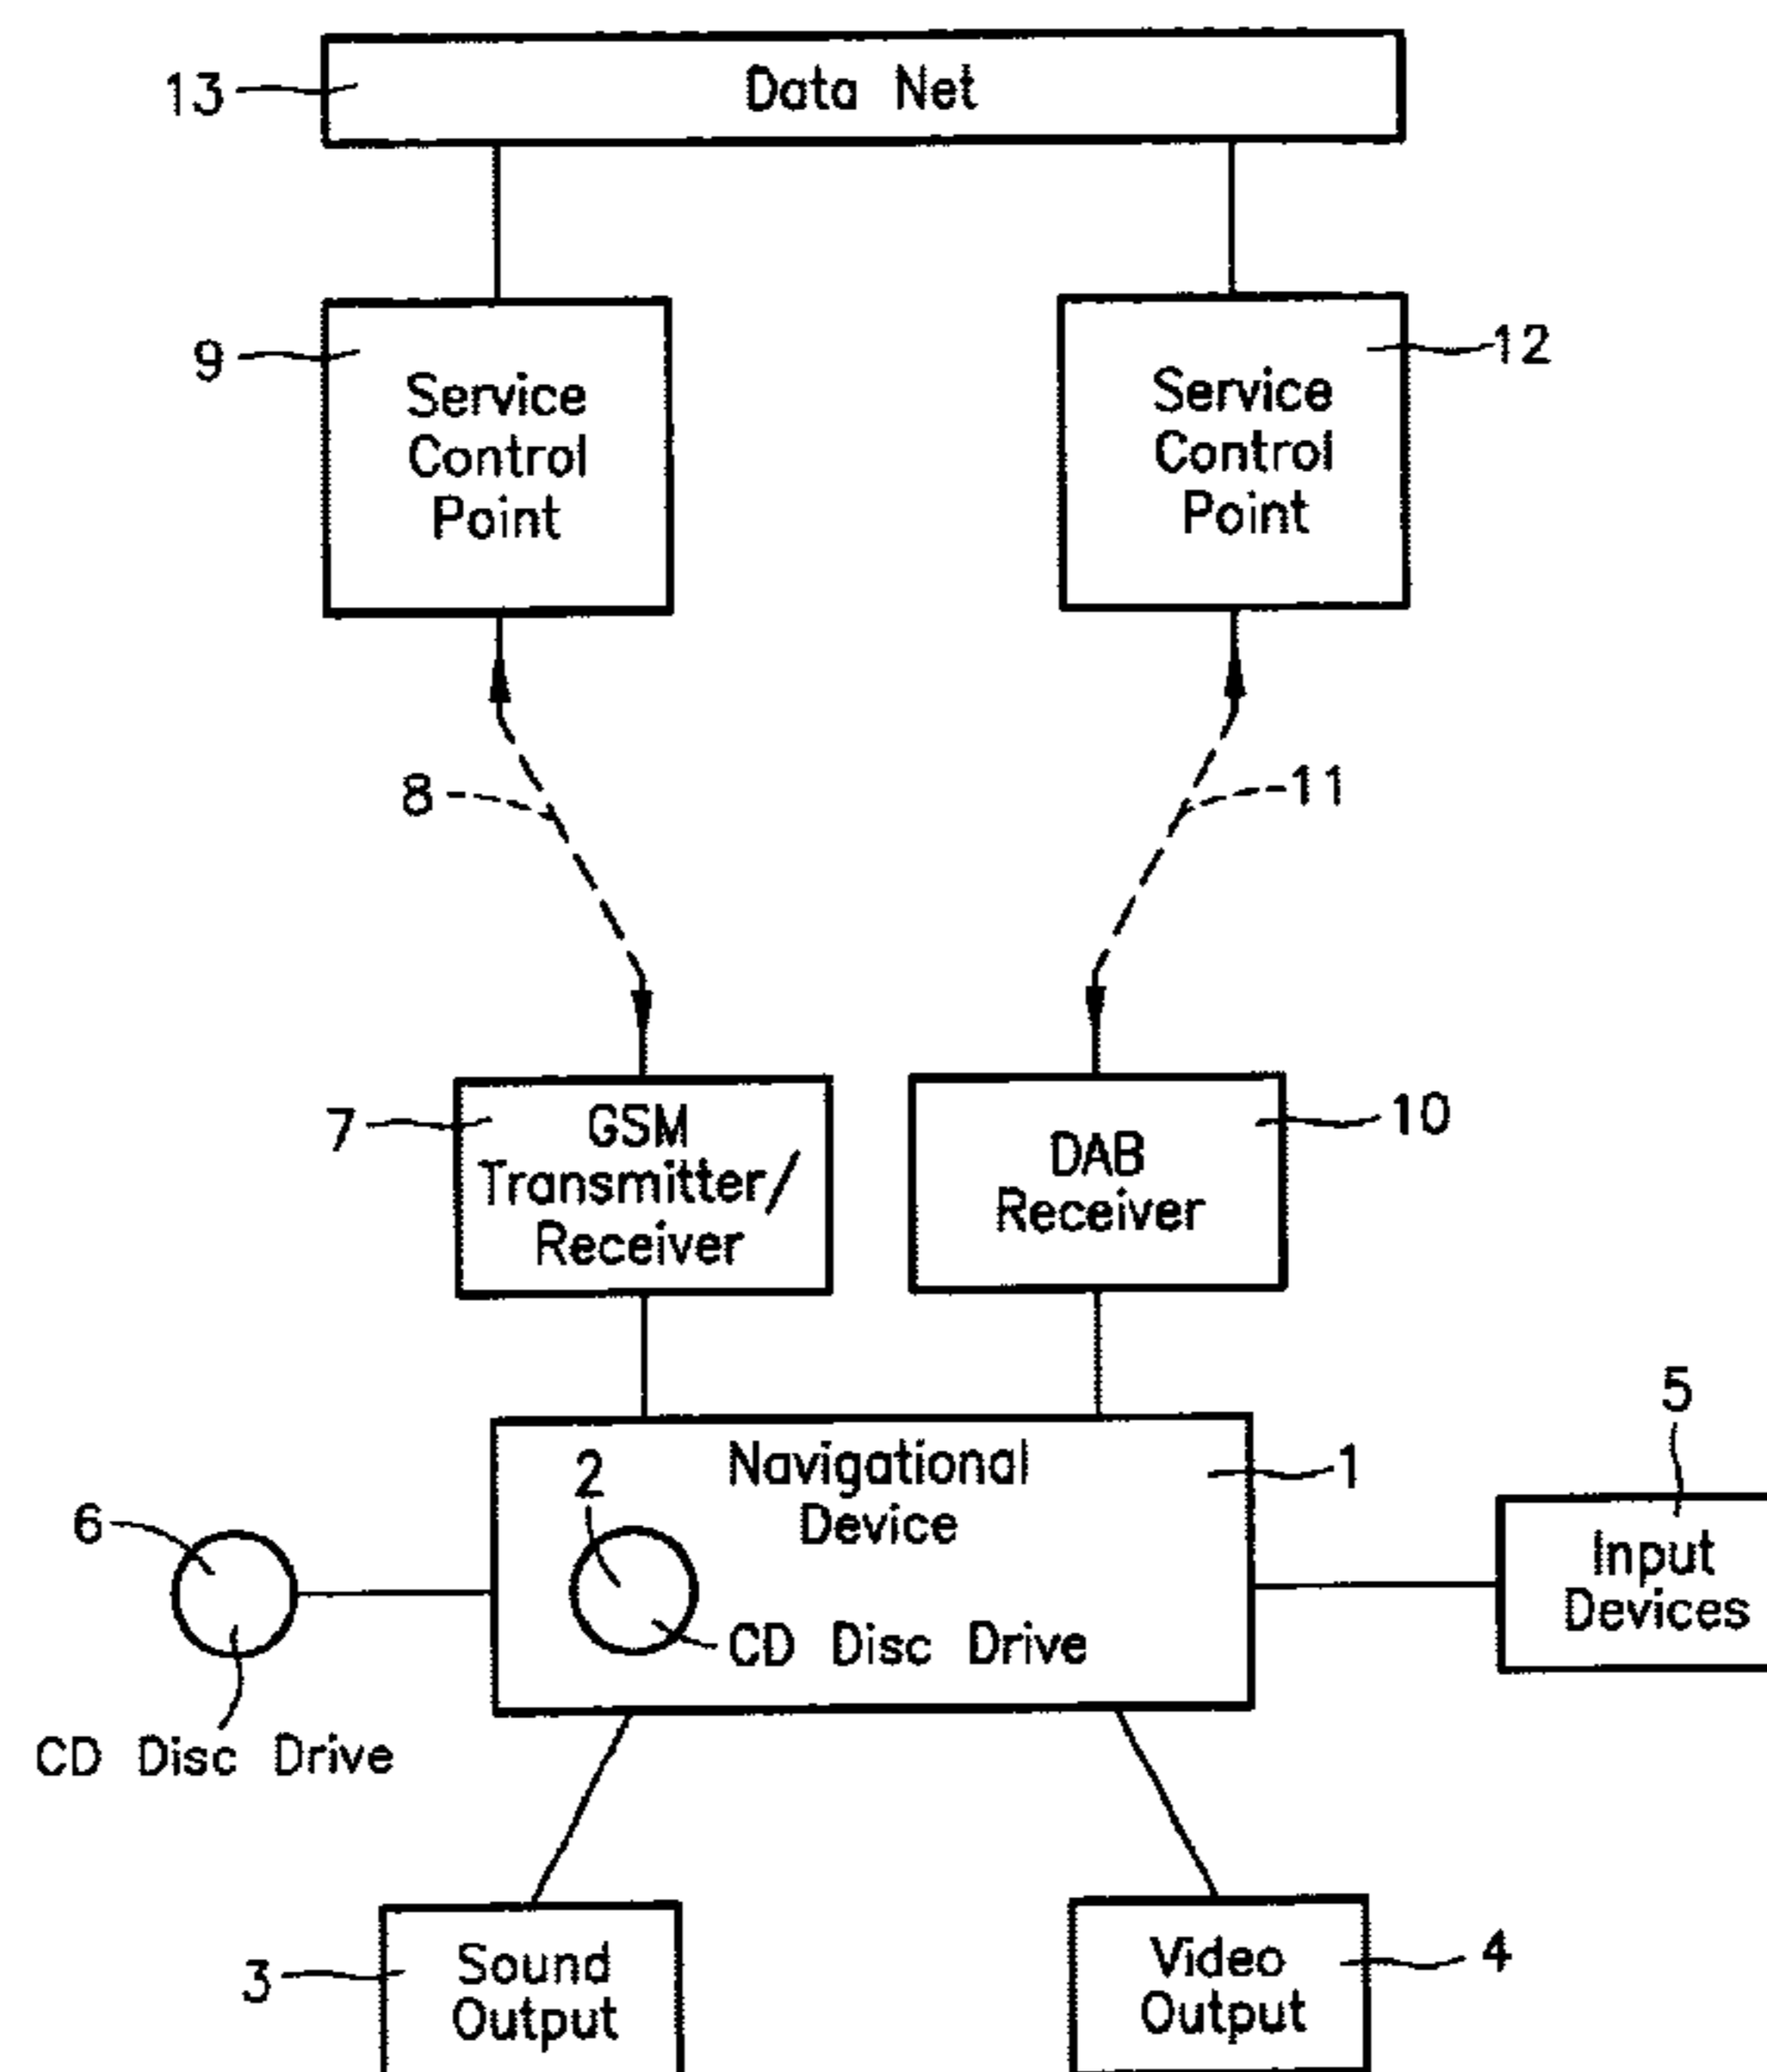 13
Data Net
9
Service
Control
Point
12
Service
Control
Point
8
11
7
GSM
Transmitter/
Receiver
10
DAB
Receiver
5
Input
Devices
1
Navigational
Device
2
CD Disc Drive
6
CD Disc Drive
3
Sound
Output
4
Video
Output